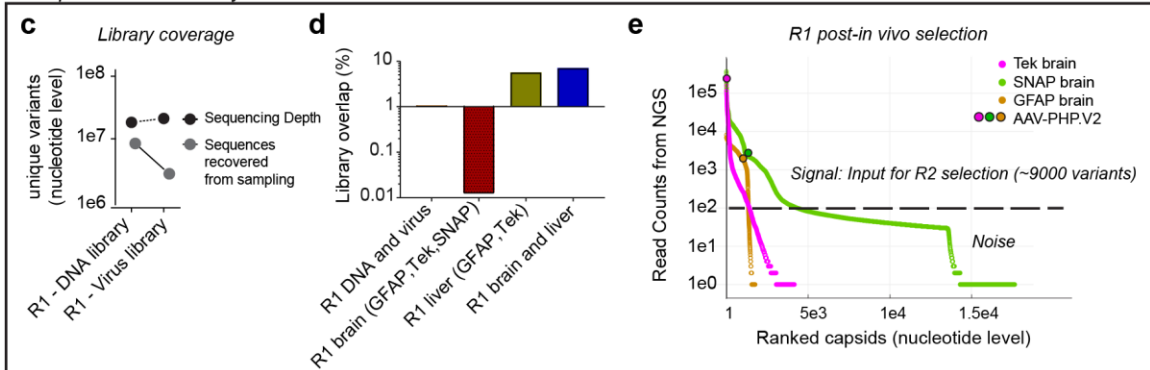 c
Library coverage
unique variants
(nucleotide level)
1e8
1e7
1e6
Sequencing Depth
Sequences
recovered
from sampling
R1 - DNA library
R1 - Virus library
d
Library overlap (%)
10
1
0.1
0.01
R1 DNA and virus
R1 brain (GFAP,Tek,SNAP)
R1 liver (GFAP,Tek)
R1 brain and liver
e
R1 post-in vivo selection
Read Counts from NGS
1e5
1e4
1e3
1e2
1e1
1e0
Tek brain
SNAP brain
GFAP brain
AAV-PHP.V2
Signal: Input for R2 selection (~9000 variants)
Noise
1
5e3
1e4
1.5e4
Ranked capsids (nucleotide level)